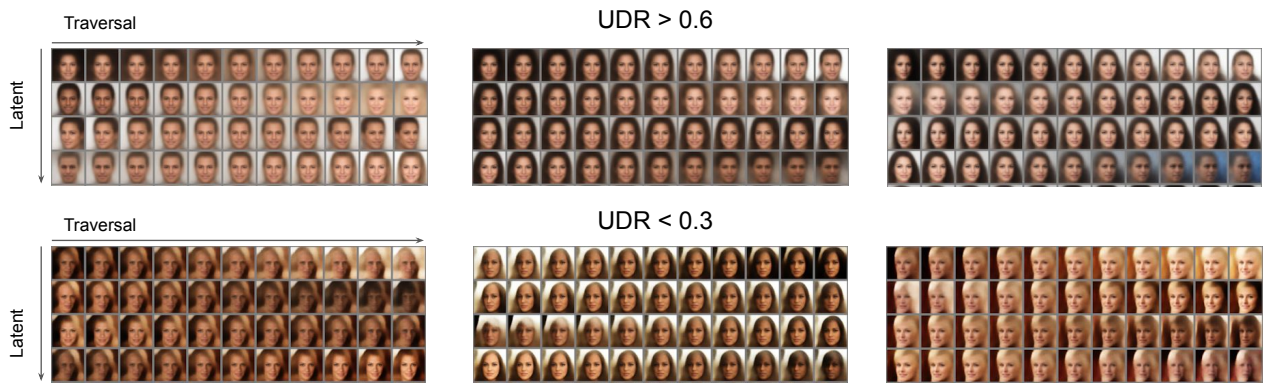 Traversal
UDR > 0.6
Latent
Traversal
UDR < 0.3
Latent